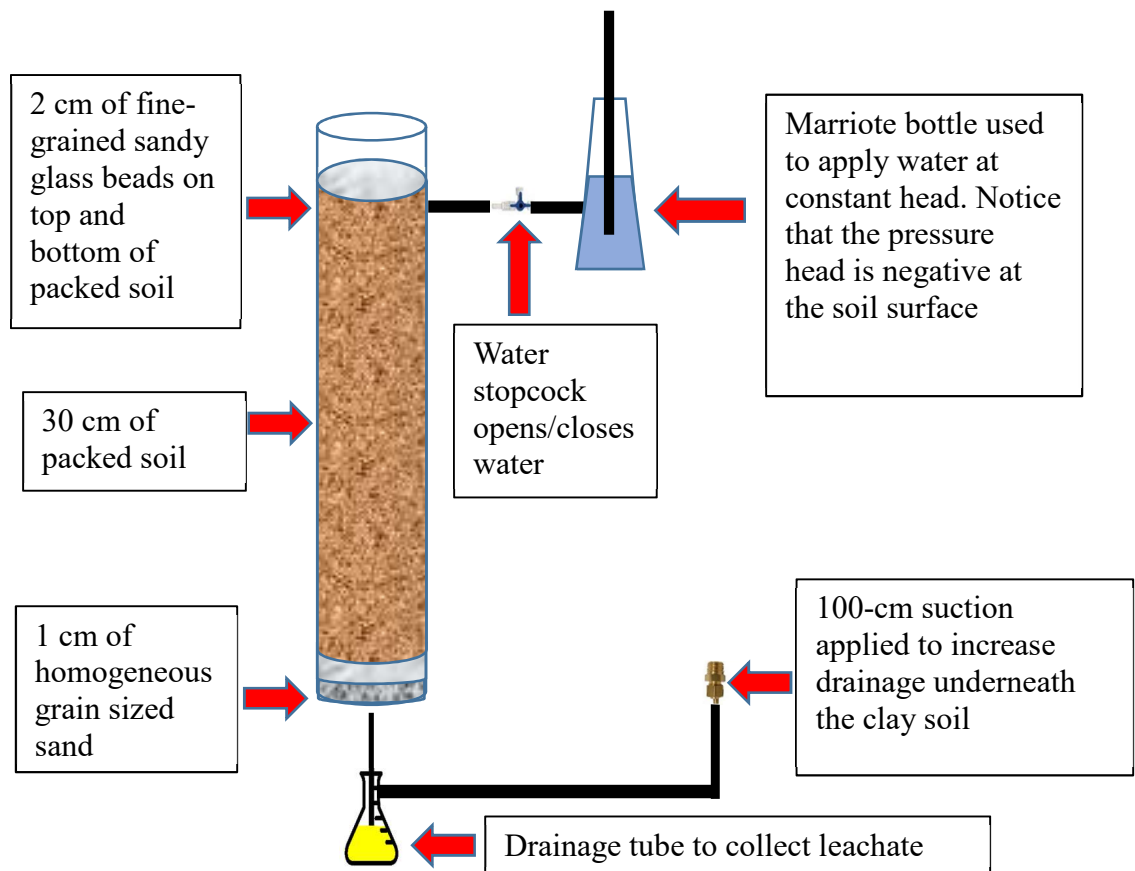 2 cm of fine-
grained sandy
glass beads on
top and
bottom of
packed soil
Marriote bottle used
to apply water at
constant head. Notice
that the pressure
head is negative at
the soil surface
Water
stopcock
opens/closes
water
30 cm of
packed soil
1 cm of
homogeneous
grain sized
sand
100-cm suction
applied to increase
drainage underneath
the clay soil
Drainage tube to collect leachate